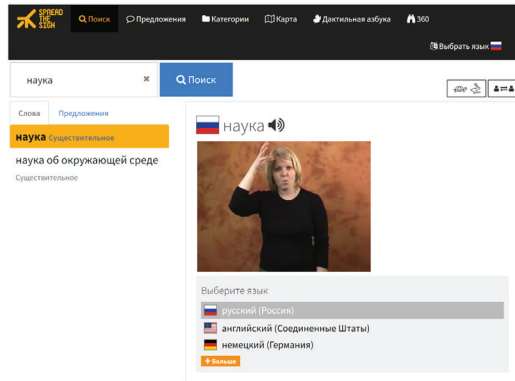 SPREAD
THE
SIGN
Поиск
Предложения
Категории
Карта
Дактильная азбука
360
Выбрать язык
наука
Поиск
Слова
Предложения
наука Существительное
наука об окружающей среде
Существительное
наука
Выберите язык
русский (Россия)
английский (Соединенные Штаты)
немецкий (Германия)
+ Больше